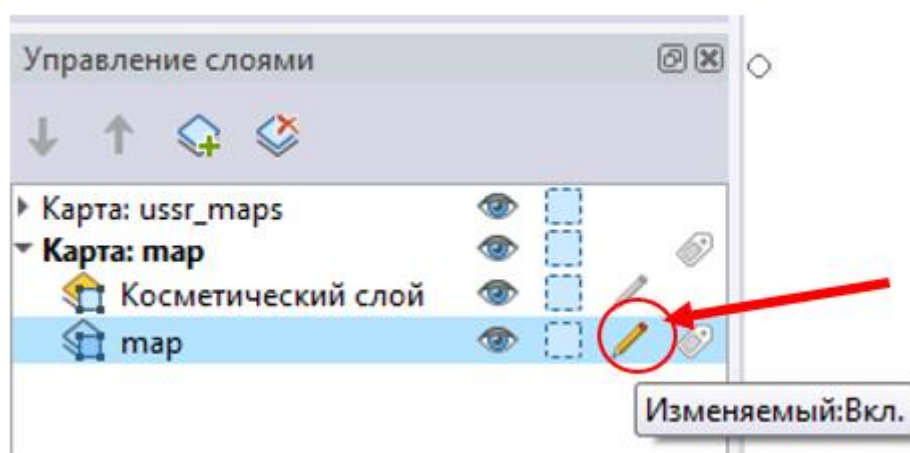 Управление слоями
Карта: ussr_maps
Карта: map
Косметический слой
map
Изменяемый:Вкл.